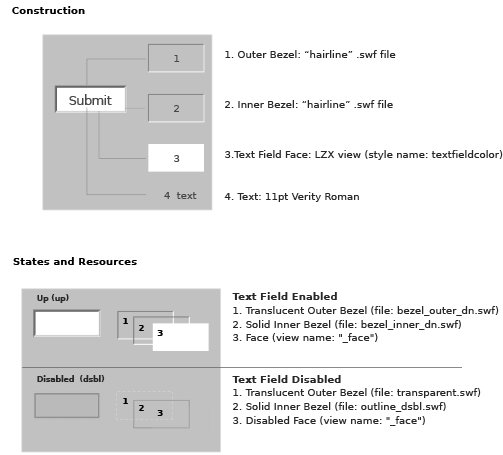 Construction
1
1. Outer Bezel: “hairline” .swf file
Submit
2
2. Inner Bezel: “hairline” .swf file
3
3.Text Field Face: LZX view (style name: textfieldcolor)
4 text
4. Text: 11pt Verity Roman
States and Resources
Up (up)
1
2
3
Text Field Enabled
1. Translucent Outer Bezel (file: bezel_outer_dn.swf)
2. Solid Inner Bezel (file: bezel_inner_dn.swf)
3. Face (view name: "_face")
Disabled (dsbl)
1
2
3
Text Field Disabled
1. Translucent Outer Bezel (file: transparent.swf)
2. Solid Inner Bezel (file: outline_dsbl.swf)
3. Disabled Face (view name: "_face")